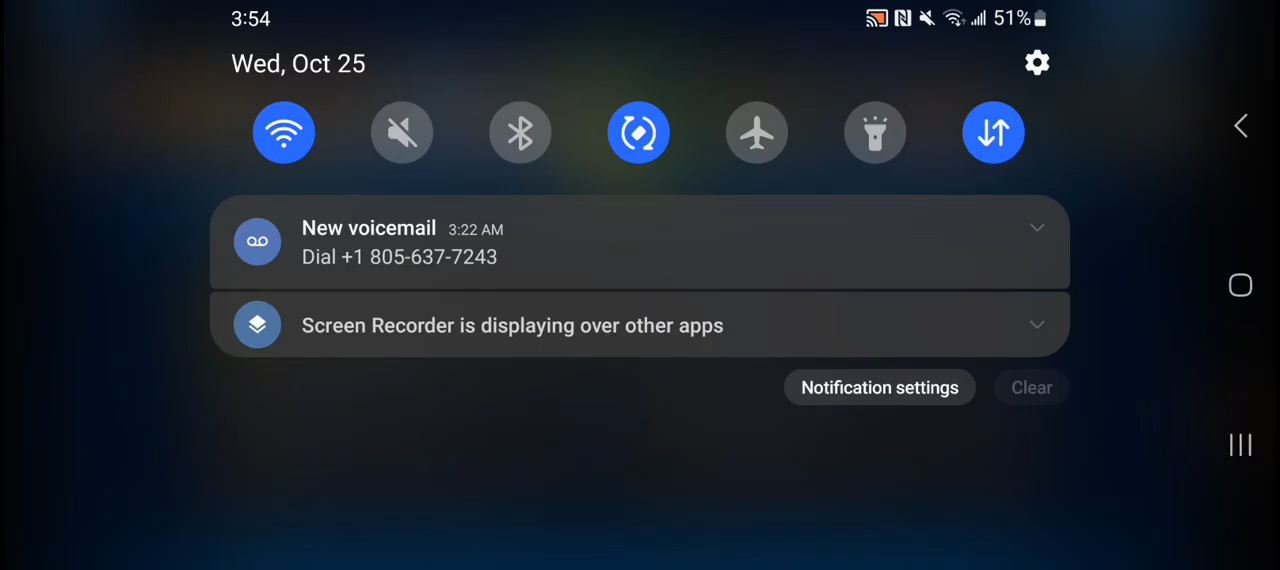 3:54
51%
Wed, Oct 25
New voicemail 3:22 AM
Dial +1 805-637-7243
Screen Recorder is displaying over other apps
Notification settings
Clear